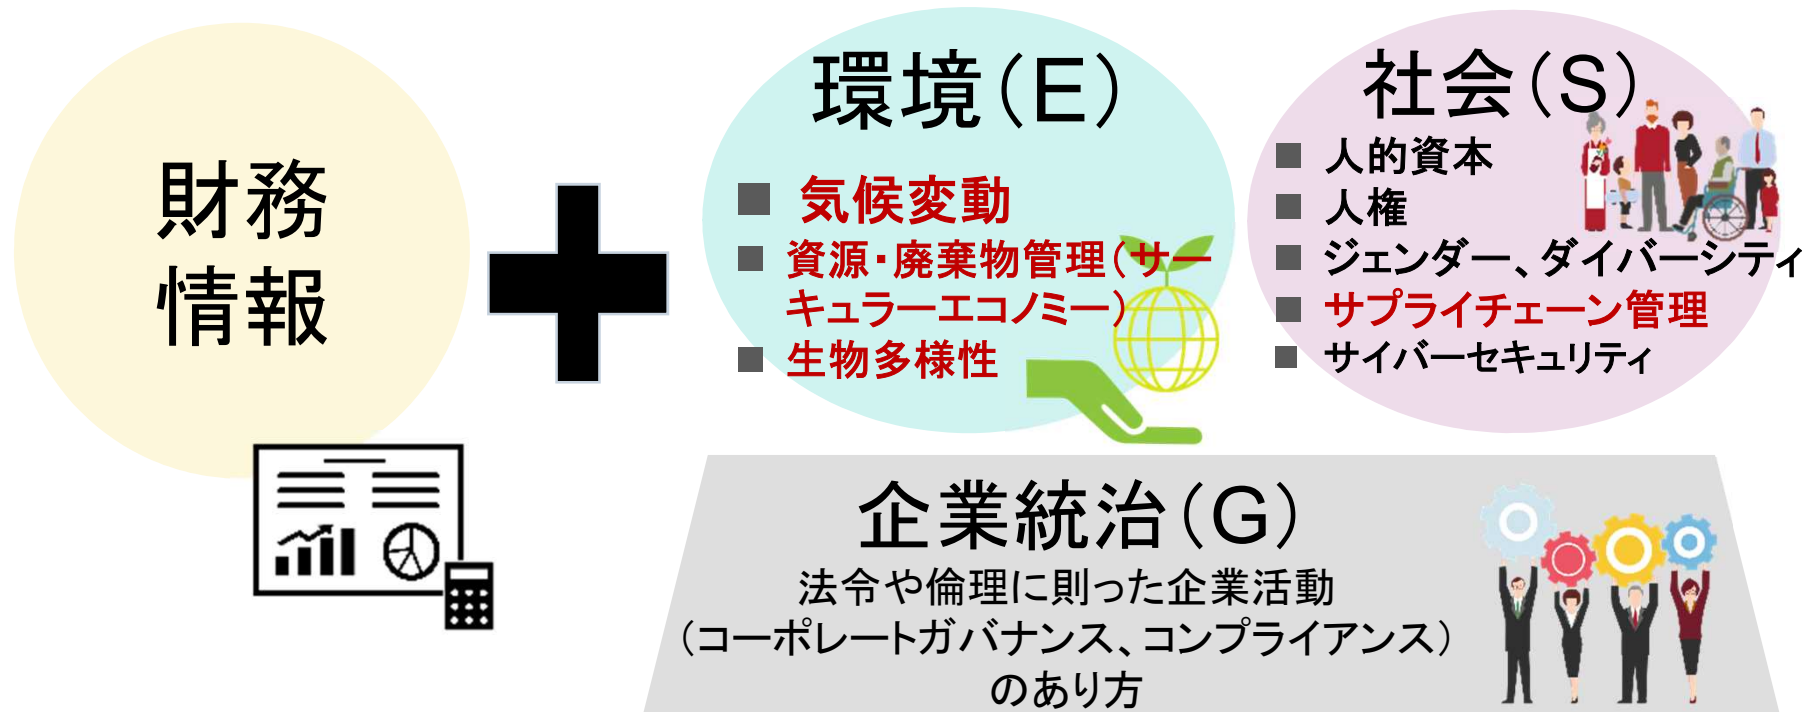 財務
情報
環境(E)
■ 気候変動
■ 資源・廃棄物管理(サー
キュラーエコノミー)
■ 生物多様性
社会(S)
■ 人的資本
■ 人権
■ ジェンダー、ダイバーシティ
■ サプライチェーン管理
■ サイバーセキュリティ
企業統治(G)
法令や倫理に則った企業活動
(コーポレートガバナンス、コンプライアンス)
のあり方